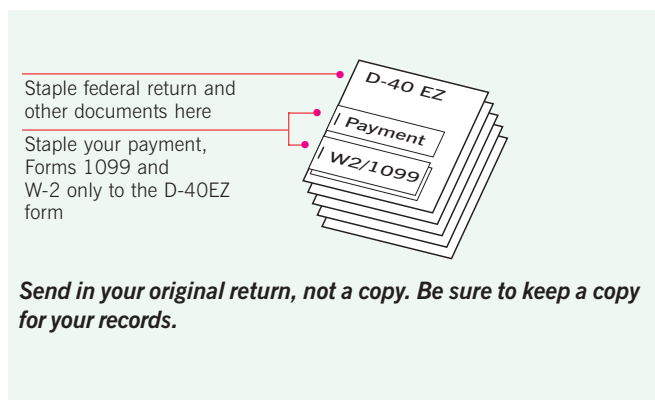 Staple federal return and
other documents here
Staple your payment,
Forms 1099 and
W-2 only to the D-40EZ
form
D-40 EZ
Payment
W2/1099
Send in your original return, not a copy. Be sure to keep a copy
for your records.